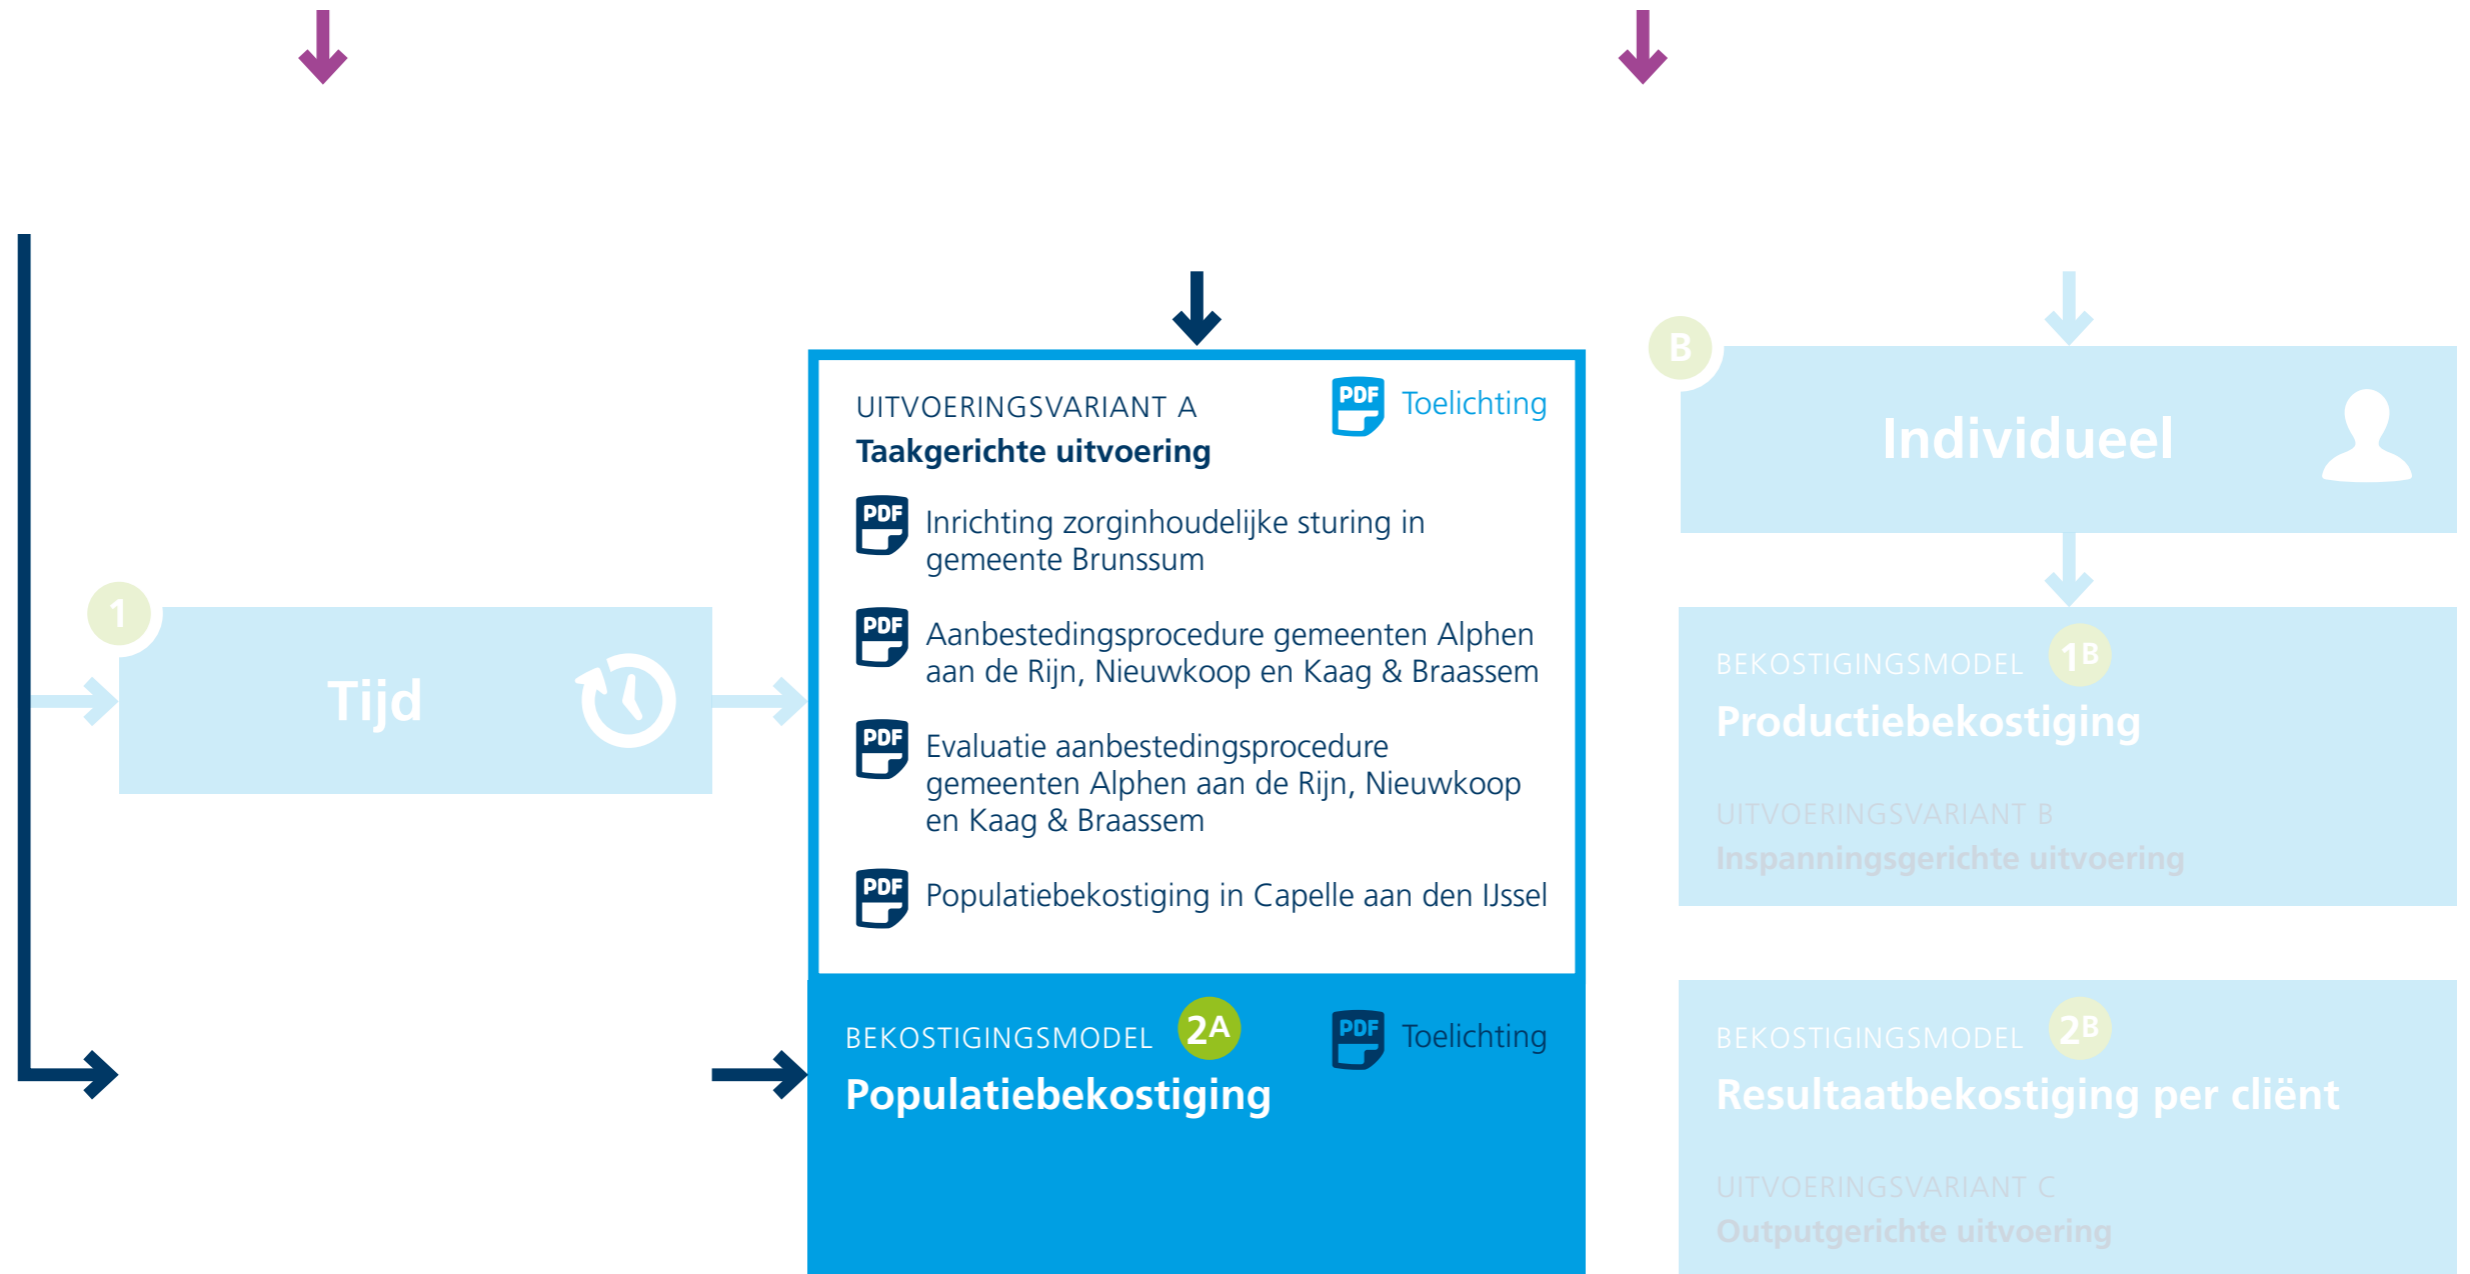 1
Tijd
UITVOERINGSVARIANT A
PDF Toelichting
Taakgerichte uitvoering
PDF Inrichting zorginhoudelijke sturing in
gemeente Brunssum
PDF Aanbestedingsprocedure gemeenten Alphen
aan de Rijn, Nieuwkoop en Kaag & Braassem
PDF Evaluatie aanbestedingsprocedure
gemeenten Alphen aan de Rijn, Nieuwkoop
en Kaag & Braassem
PDF Populatiebekostiging in Capelle aan den IJssel
BEKOSTIGINGSMODEL 2A
PDF Toelichting
Populatiebekostiging
B
Individueel
BEKOSTIGINGSMODEL 1B
Productiebekostiging
UITVOERINGSVARIANT B
Inspanningsgerichte uitvoering
BEKOSTIGINGSMODEL 2B
Resultaatbekostiging per cliënt
UITVOERINGSVARIANT C
Outputgerichte uitvoering